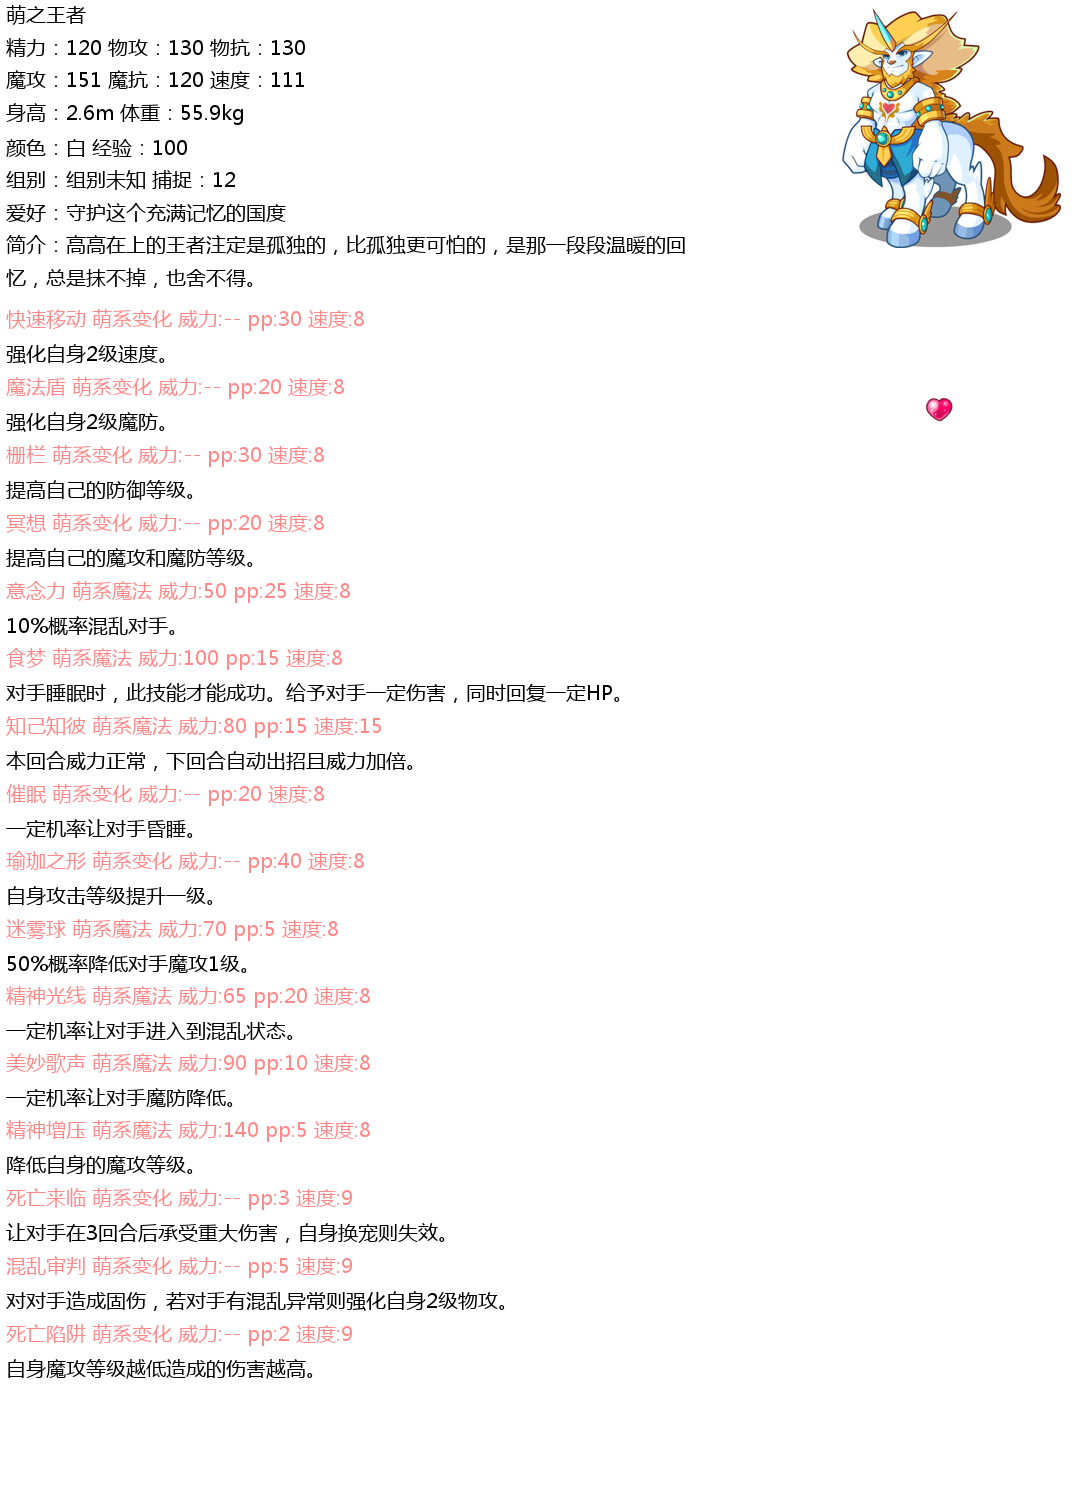 萌之王者
精力：120 物攻：130 物抗：130
魔攻：151 魔抗：120 速度：111
身高：2.6m 体重：55.9kg
颜色：白 经验：100
组别：组别未知 捕捉：12
爱好：守护这个充满记忆的国度
简介：高高在上的王者注定是孤独的，比孤独更可怕的，是那一段段温暖的回
忆，总是抹不掉，也舍不得。
快速移动 萌系变化 威力:-- pp:30 速度:8
强化自身2级速度。
魔法盾 萌系变化 威力:-- pp:20 速度:8
强化自身2级魔防。
栅栏 萌系变化 威力:-- pp:30 速度:8
提高自己的防御等级。
冥想 萌系变化 威力:-- pp:20 速度:8
提高自己的魔攻和魔防等级。
意念力 萌系魔法 威力:50 pp:25 速度:8
10%概率混乱对手。
食梦 萌系魔法 威力:100 pp:15 速度:8
对手睡眠时，此技能才能成功。给予对手一定伤害，同时回复一定HP。
知己知彼 萌系魔法 威力:80 pp:15 速度:15
本回合威力正常，下回合自动出招且威力加倍。
催眠 萌系变化 威力:-- pp:20 速度:8
一定机率让对手昏睡。
瑜珈之形 萌系变化 威力:-- pp:40 速度:8
自身攻击等级提升一级。
迷雾球 萌系魔法 威力:70 pp:5 速度:8
50%概率降低对手魔攻1级。
精神光线 萌系魔法 威力:65 pp:20 速度:8
一定机率让对手进入到混乱状态。
美妙歌声 萌系魔法 威力:90 pp:10 速度:8
一定机率让对手魔防降低。
精神增压 萌系魔法 威力:140 pp:5 速度:8
降低自身的魔攻等级。
死亡来临 萌系变化 威力:-- pp:3 速度:9
让对手在3回合后承受重大伤害，自身换宠则失效。
混乱审判 萌系变化 威力:-- pp:5 速度:9
对对手造成固伤，若对手有混乱异常则强化自身2级物攻。
死亡陷阱 萌系变化 威力:-- pp:2 速度:9
自身魔攻等级越低造成的伤害越高。